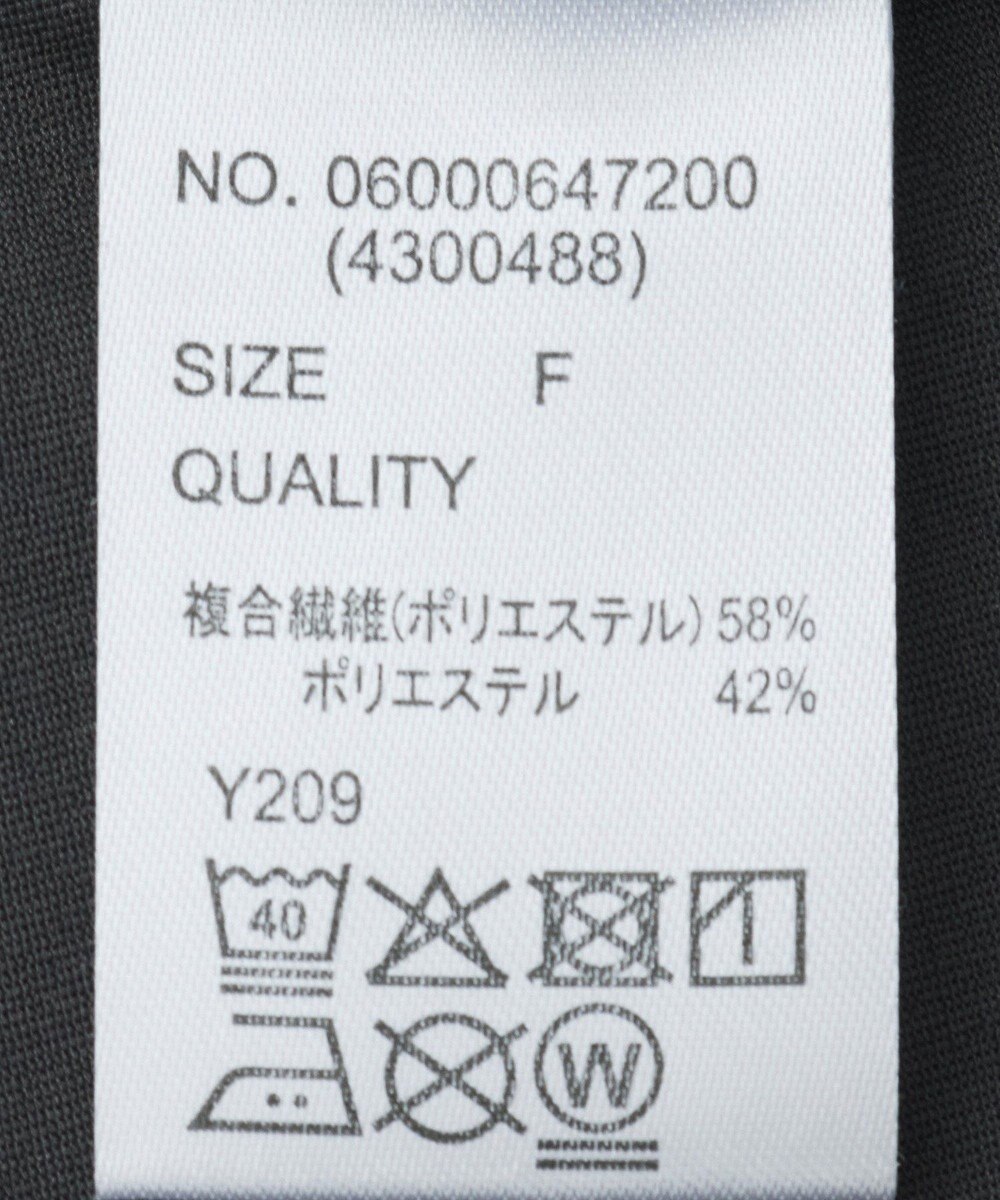 NO. 06000647200
(4300488)
SIZE F
QUALITY
複合繊維(ポリエステル) 58%
ポリエステル 42%
Y209
40
W